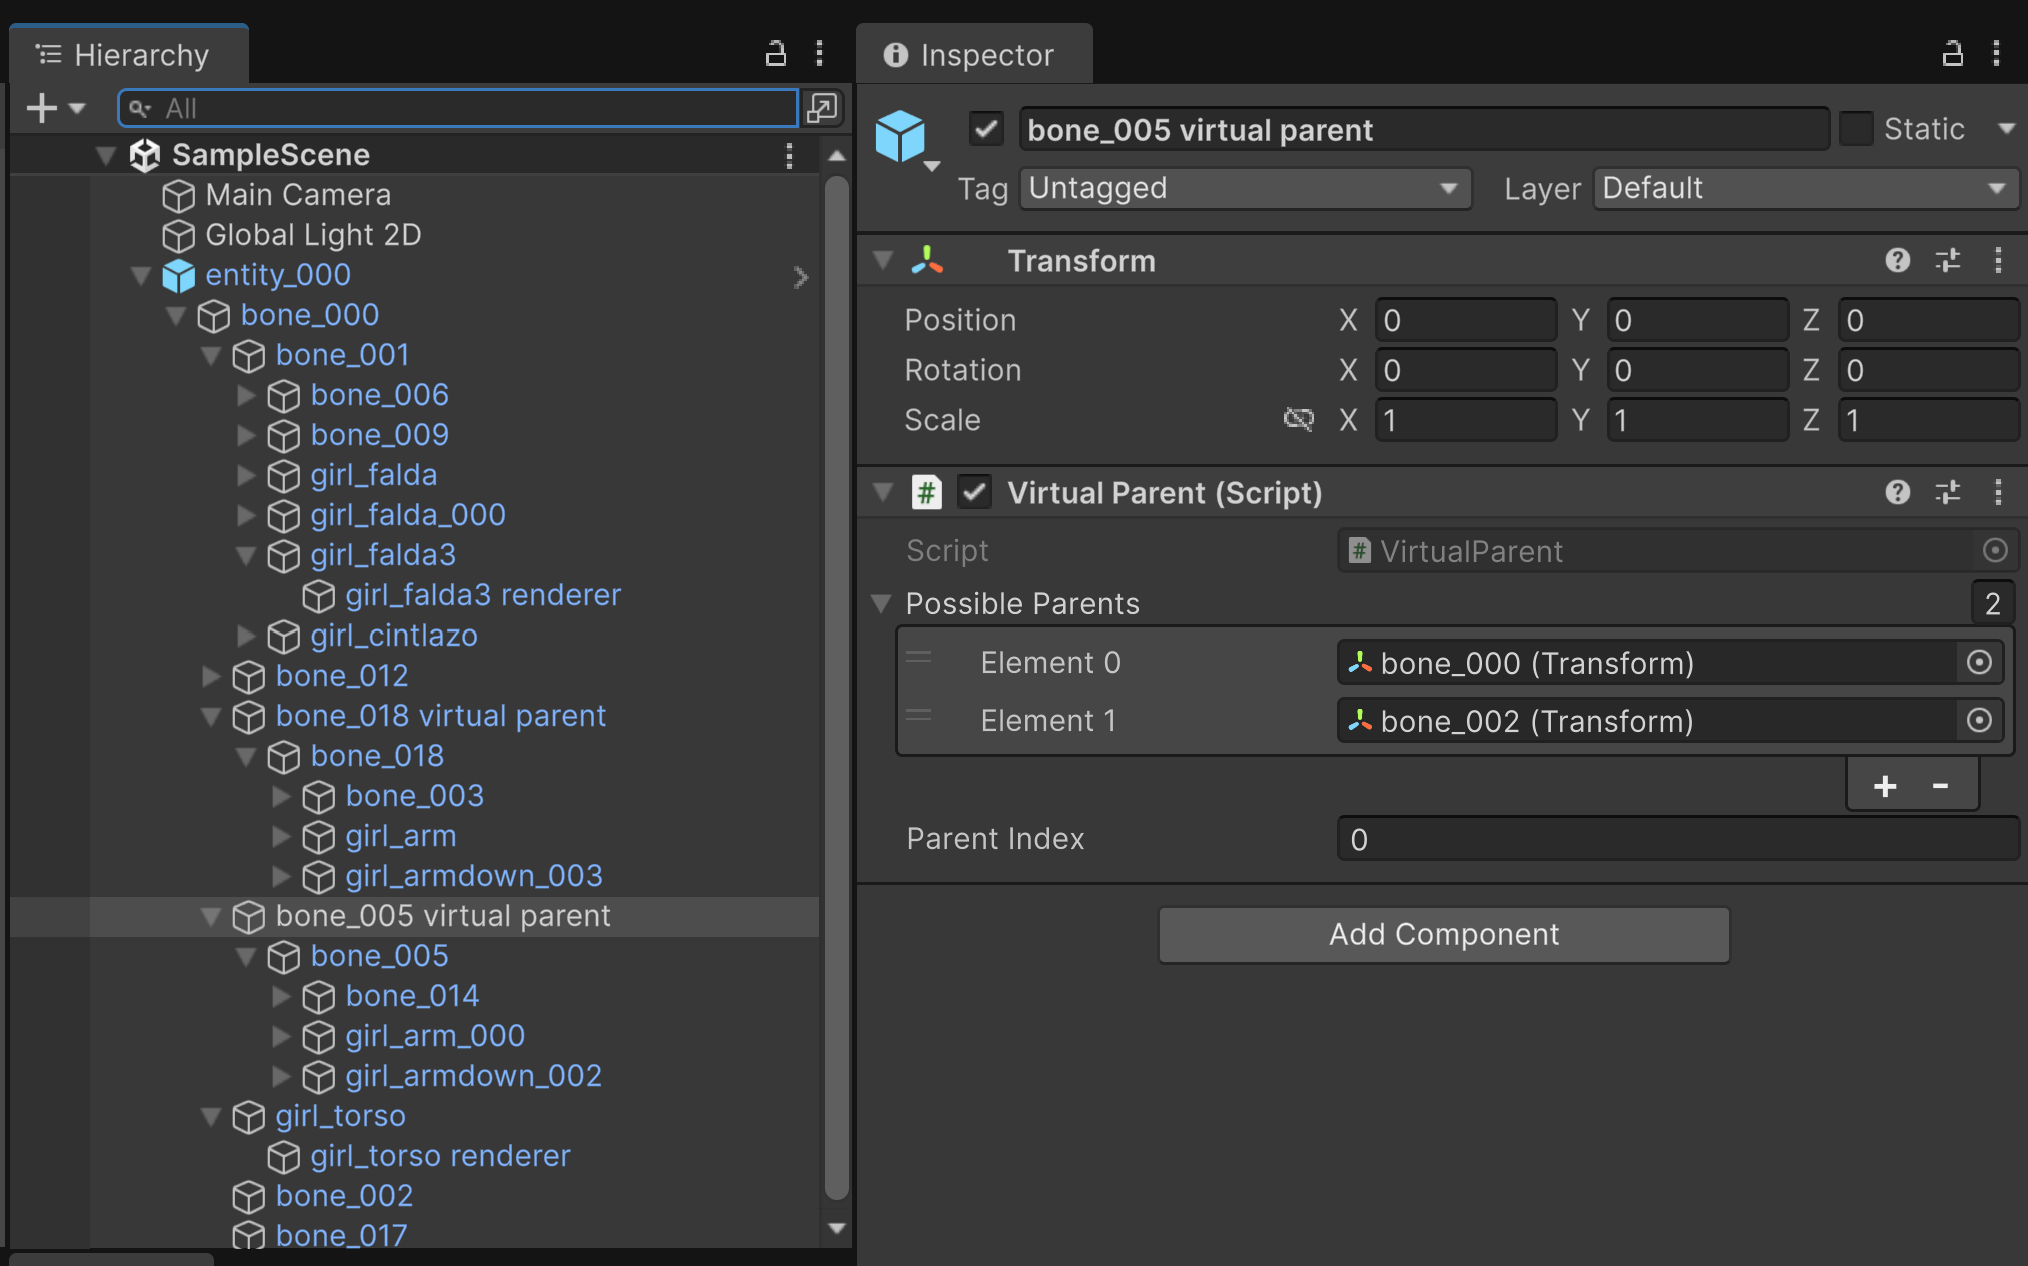 Hierarchy
All
SampleScene
Main Camera
Global Light 2D
entity_000
bone_000
bone_001
bone_006
bone_009
girl_falda
girl_falda_000
girl_falda3
girl_falda3 renderer
girl_cintlazo
bone_012
bone_018 virtual parent
bone_018
bone_003
girl_arm
girl_armdown_003
bone_005 virtual parent
bone_005
bone_014
girl_arm_000
girl_armdown_002
girl_torso
girl_torso renderer
bone_002
bone_017
Inspector
bone_005 virtual parent Static
Tag Untagged Layer Default
Transform
Position X 0 Y 0 Z 0
Rotation X 0 Y 0 Z 0
Scale X 1 Y 1 Z 1
# Virtual Parent (Script)
Script # VirtualParent
Possible Parents 2
Element 0 bone_000 (Transform)
Element 1 bone_002 (Transform)
+ -
Parent Index 0
Add Component